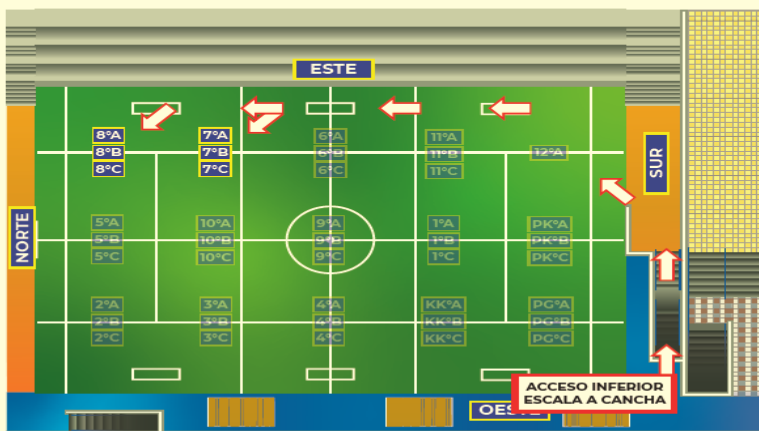 ESTE
8°A
8°B
8°C
7°A
7°B
7°C
6°A
6°B
6°C
11°A
11°B
11°C
12°A
SUR
NORTE
5°A
5°B
5°C
10°A
10°B
10°C
9°A
9°B
9°C
1°A
1°B
1°C
PK°A
PK°B
PK°C
2°A
2°B
2°C
3°A
3°B
3°C
4°A
4°B
4°C
KK°A
KK°B
KK°C
PG°A
PG°B
PG°C
OESTE
ACCESO INFERIOR
ESCALA A CANCHA